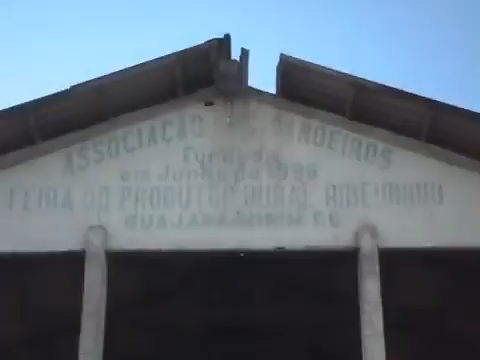 ASSOCIAÇÃO
Fundada
em Junho de 1996
FEIRA DO PRODUTOR RURAL RIBEIRINHO
GUAJARÁ-MIRIM